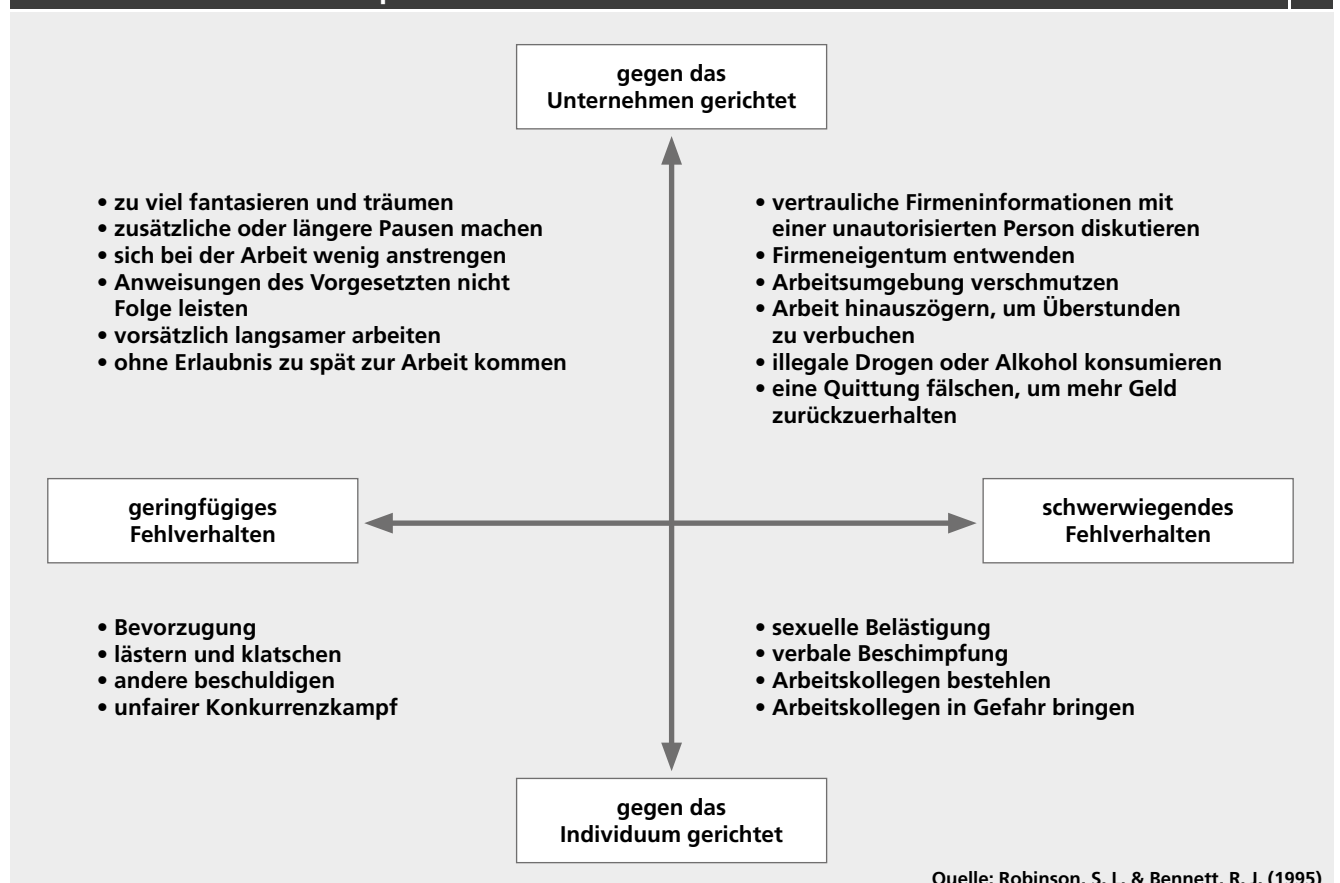 gegen das
Unternehmen gerichtet
• zu viel fantasieren und träumen
• zusätzliche oder längere Pausen machen
• sich bei der Arbeit wenig anstrengen
• Anweisungen des Vorgesetzten nicht
Folge leisten
• vorsätzlich langsamer arbeiten
• ohne Erlaubnis zu spät zur Arbeit kommen
• vertrauliche Firmeninformationen mit
einer unautorisierten Person diskutieren
• Firmeneigentum entwenden
• Arbeitsumgebung verschmutzen
• Arbeit hinauszögern, um Überstunden
zu verbuchen
• illegale Drogen oder Alkohol konsumieren
• eine Quittung fälschen, um mehr Geld
zurückzuerhalten
geringfügiges
Fehlverhalten
schwerwiegendes
Fehlverhalten
• Bevorzugung
• lästern und klatschen
• andere beschuldigen
• unfairer Konkurrenzkampf
• sexuelle Belästigung
• verbale Beschimpfung
• Arbeitskollegen bestehlen
• Arbeitskollegen in Gefahr bringen
gegen das
Individuum gerichtet
Quelle: Robinson, S. L. & Bennett, R. J. (1995)